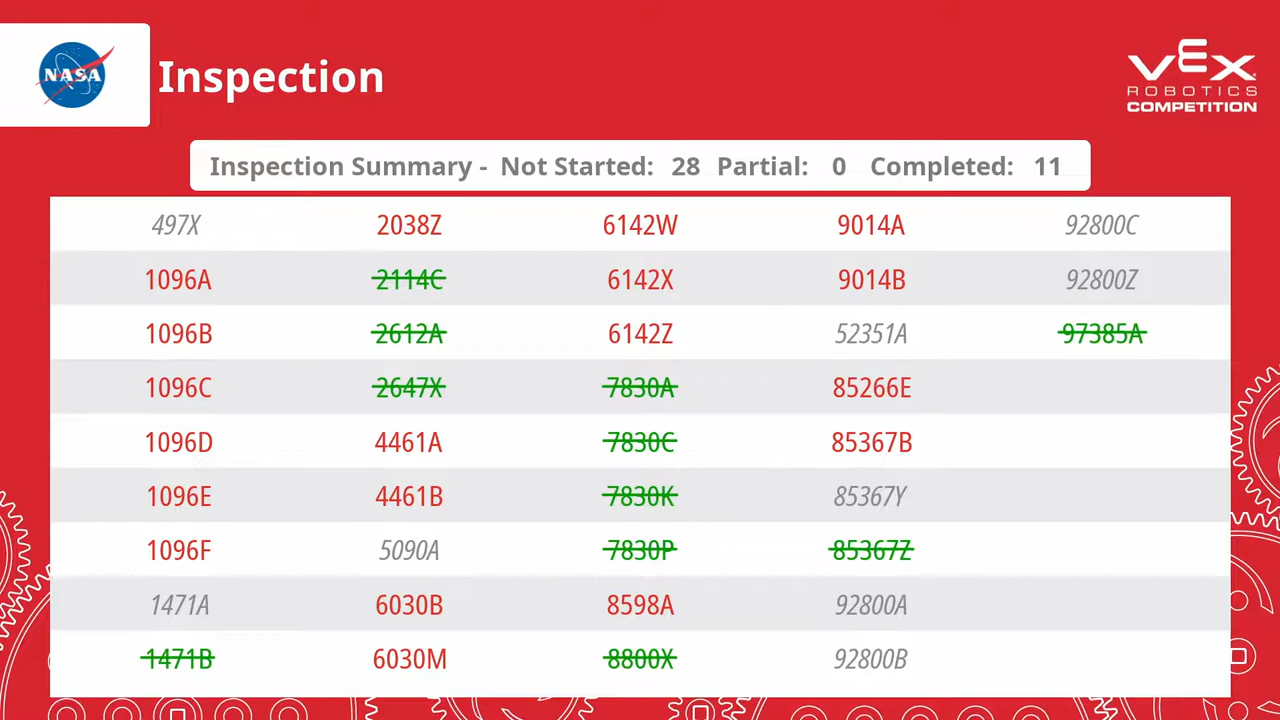 NASA
Inspection
VEX
ROBOTICS
COMPETITION
Inspection Summary - Not Started: 28 Partial: 0 Completed: 11
497X 2038Z 6142W 9014A 92800C
1096A 2114C 6142X 9014B 92800Z
1096B 2612A 6142Z 52351A 97385A
1096C 2647X 7830A 85266E
1096D 4461A 7830C 85367B
1096E 4461B 7830K 85367Y
1096F 5090A 7830P 85367Z
1471A 6030B 8598A 92800A
1471B 6030M 8800X 92800B